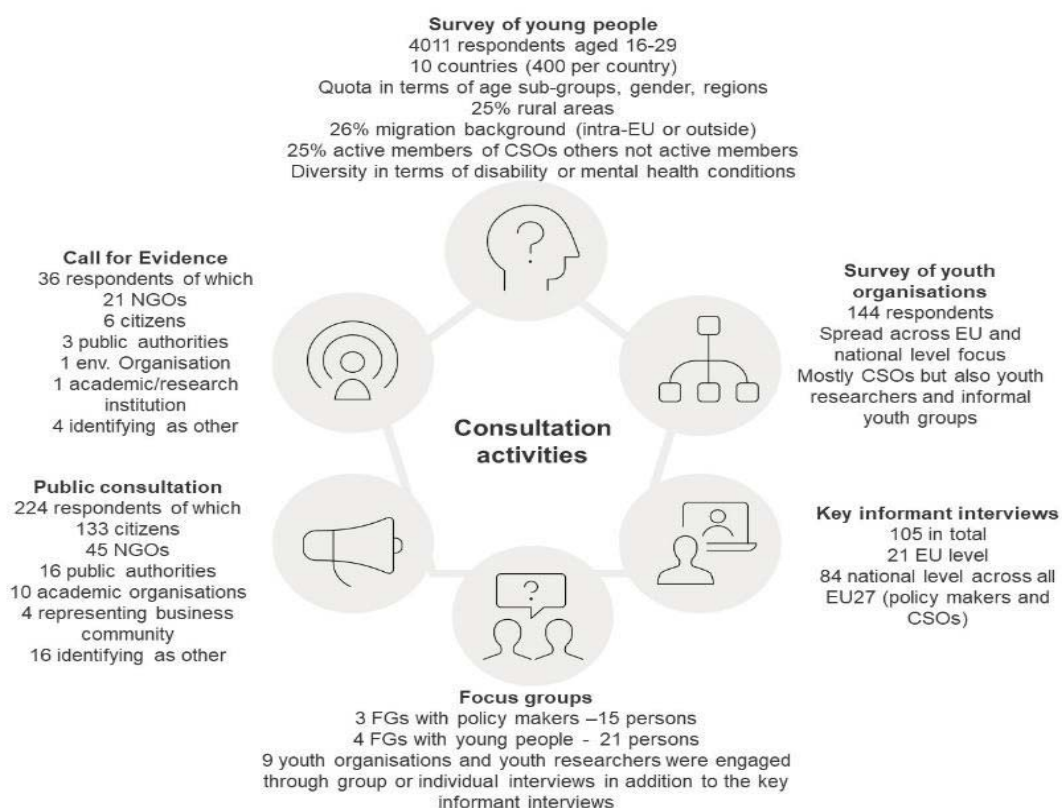 Survey of young people
4011 respondents aged 16-29
10 countries (400 per country)
Quota in terms of age sub-groups, gender, regions
25% rural areas
26% migration background (intra-EU or outside)
25% active members of CSOs others not active members
Diversity in terms of disability or mental health conditions
?
Call for Evidence
36 respondents of which
21 NGOs
6 citizens
3 public authorities
1 env. Organisation
1 academic/research
institution
4 identifying as other
Survey of youth
organisations
144 respondents
Spread across EU and
national level focus
Mostly CSOs but also youth
researchers and informal
youth groups
Consultation
activities
Public consultation
224 respondents of which
133 citizens
45 NGOs
16 public authorities
10 academic organisations
4 representing business
community
16 identifying as other
Key informant interviews
105 in total
21 EU level
84 national level across all
EU27 (policy makers and
CSOs)
?
Focus groups
3 FGs with policy makers –15 persons
4 FGs with young people - 21 persons
9 youth organisations and youth researchers were engaged
through group or individual interviews in addition to the key
informant interviews